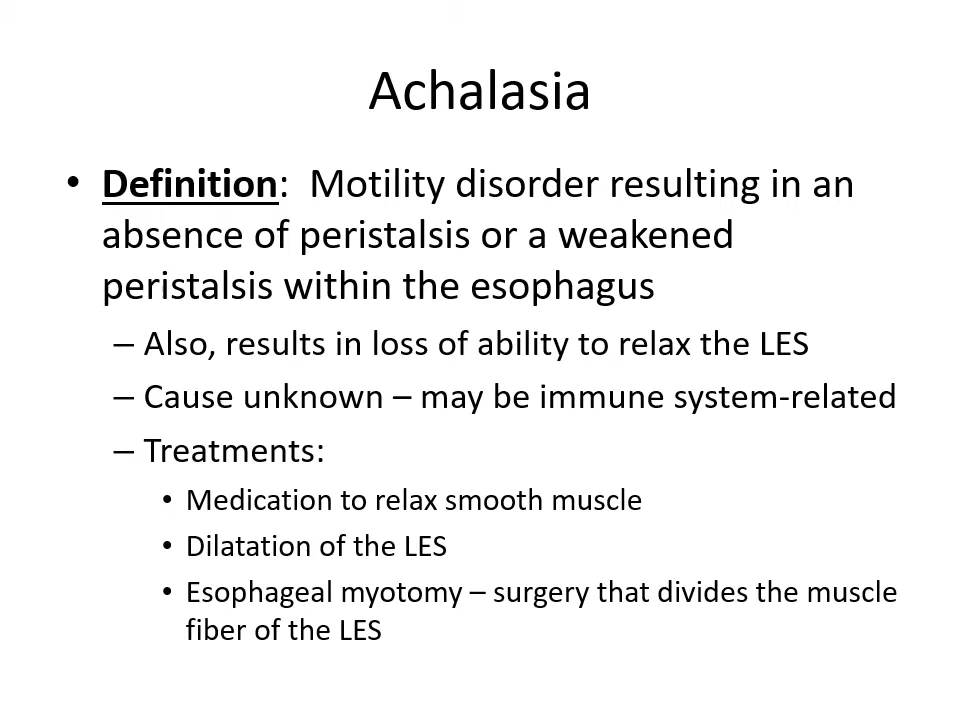 Achalasia
• Definition:  Motility disorder resulting in an
absence of peristalsis or a weakened
peristalsis within the esophagus
– Also, results in loss of ability to relax the LES
– Cause unknown – may be immune system-related
– Treatments:
• Medication to relax smooth muscle
• Dilatation of the LES
• Esophageal myotomy – surgery that divides the muscle
fiber of the LES